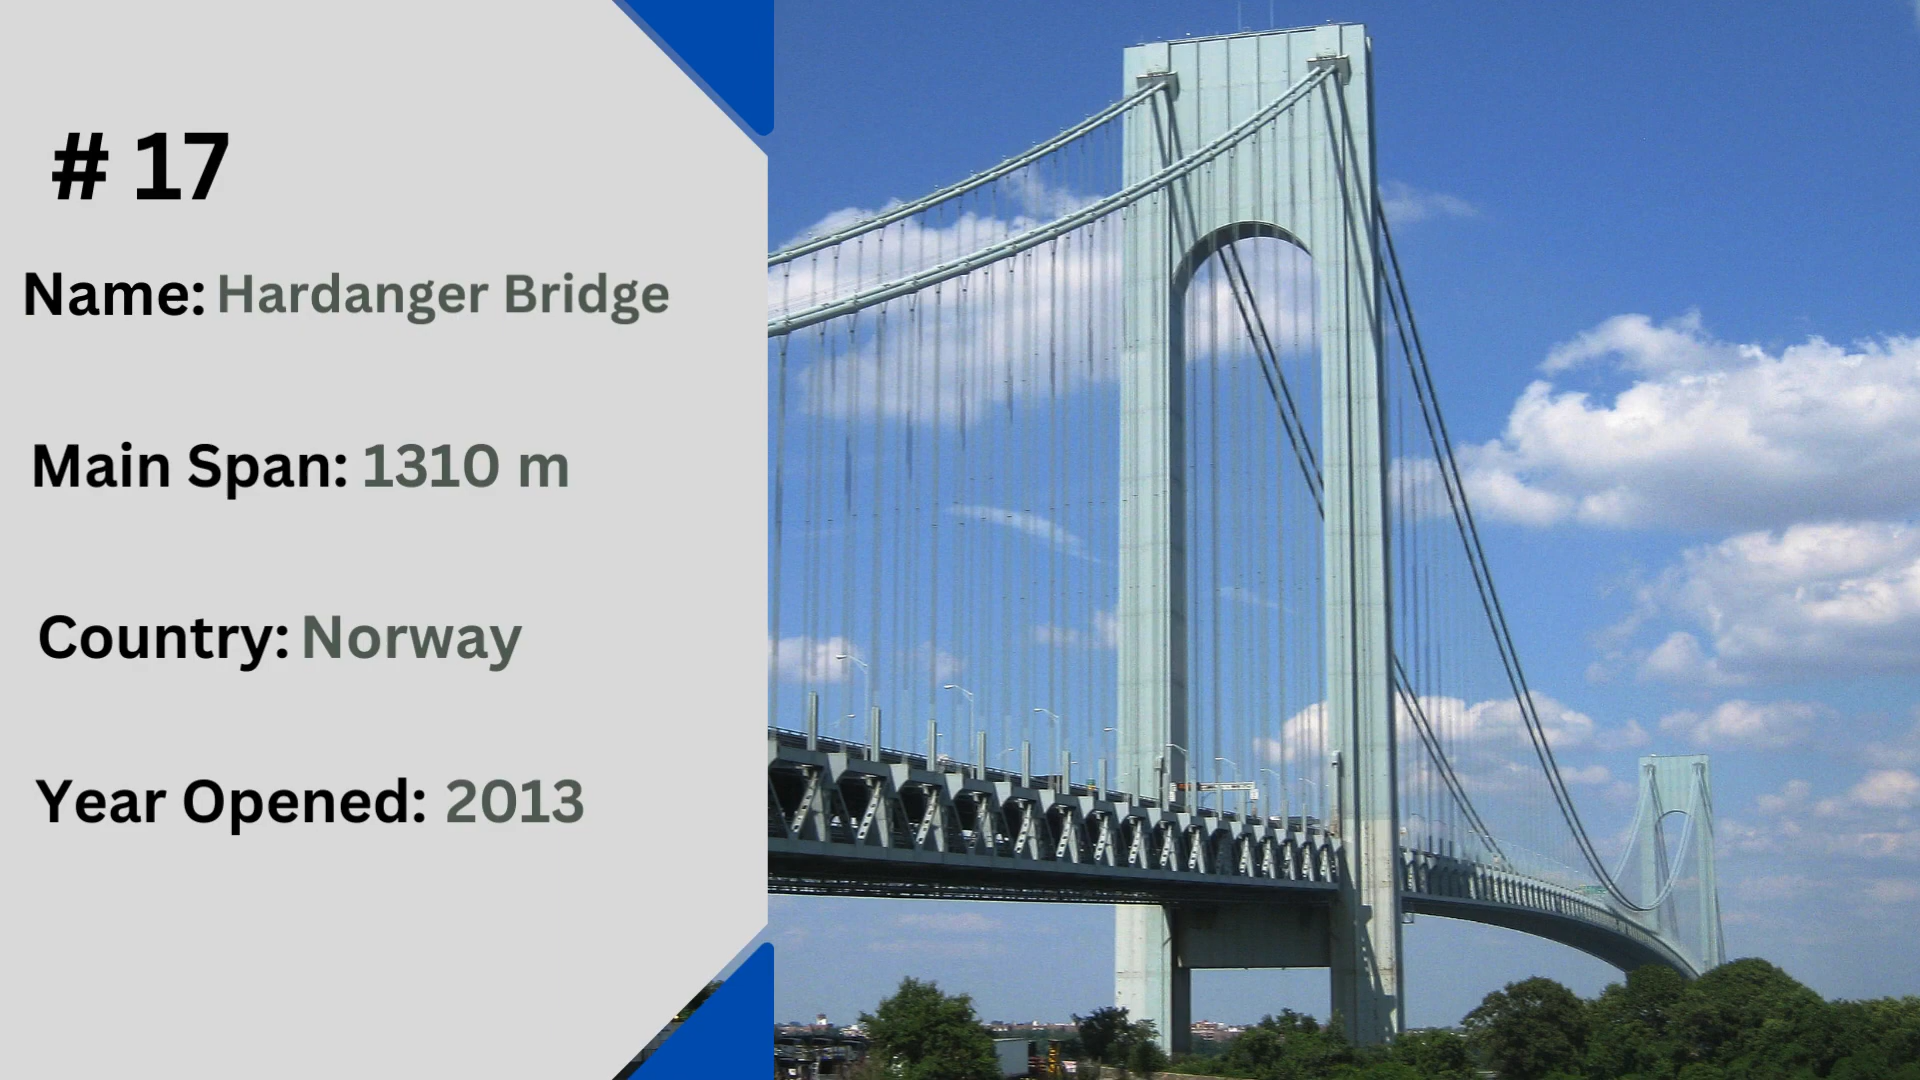 # 17
Name: Hardanger Bridge
Main Span: 1310 m
Country: Norway
Year Opened: 2013